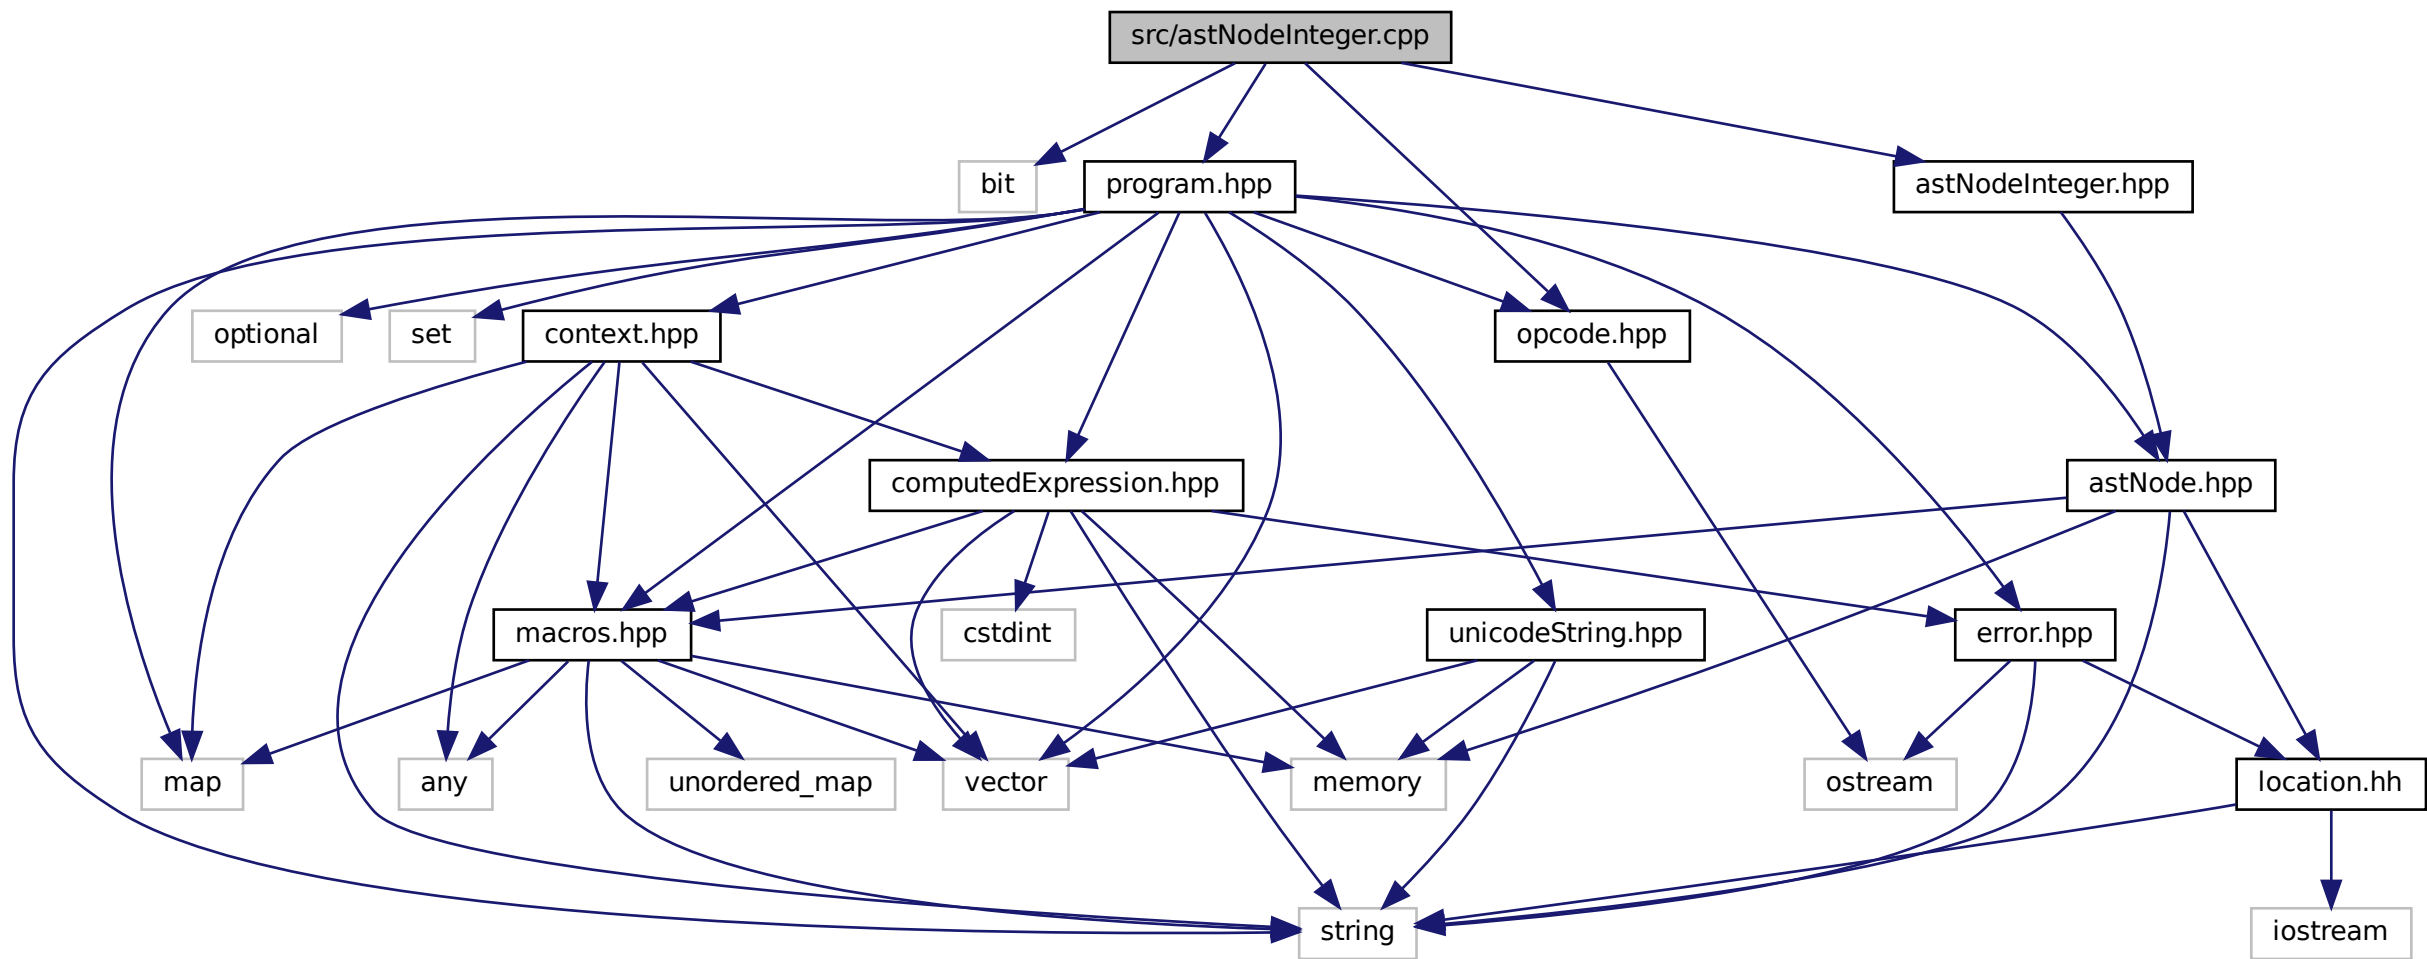 src/astNodeInteger.cpp
bit
program.hpp
astNodeInteger.hpp
optional
set
context.hpp
opcode.hpp
computedExpression.hpp
astNode.hpp
macros.hpp
cstdint
unicodeString.hpp
error.hpp
map
any
unordered_map
vector
memory
ostream
location.hh
string
iostream